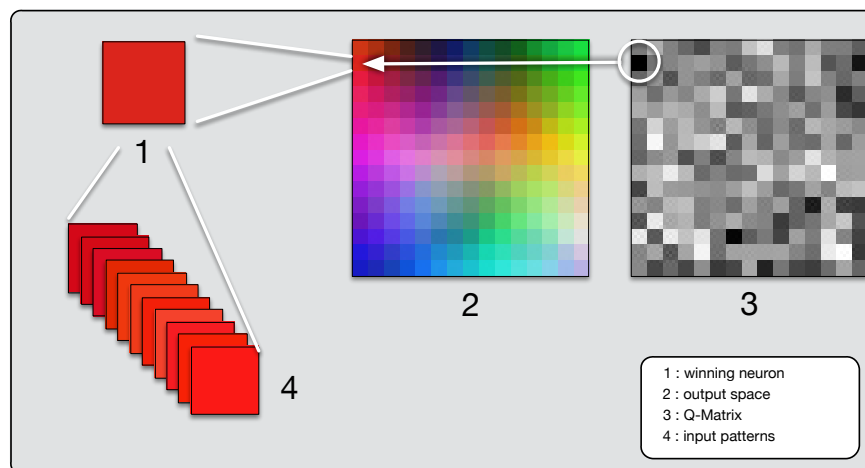 1
2
3
4
1 : winning neuron
2 : output space
3 : Q-Matrix
4 : input patterns